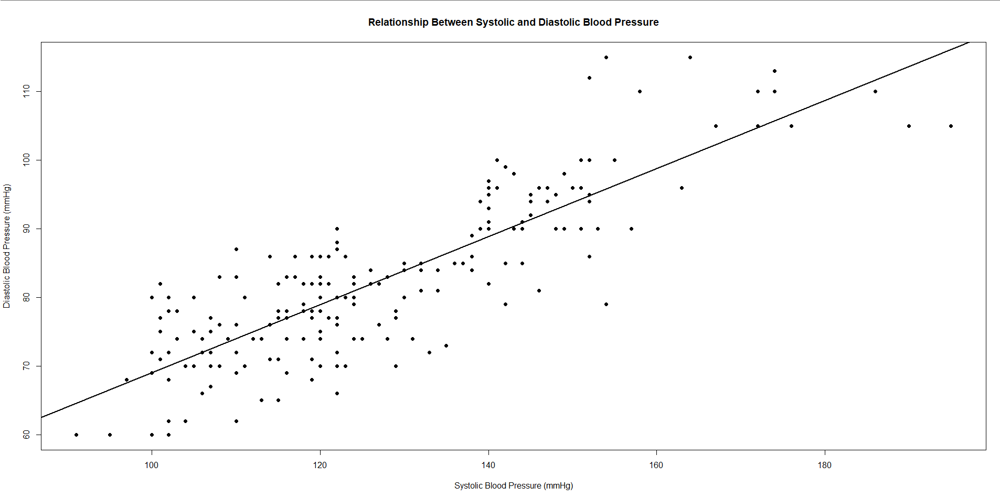 Relationship Between Systolic and Diastolic Blood Pressure
Diastolic Blood Pressure (mmHg)
110
100
90
80
70
60
100 120 140 160 180
Systolic Blood Pressure (mmHg)